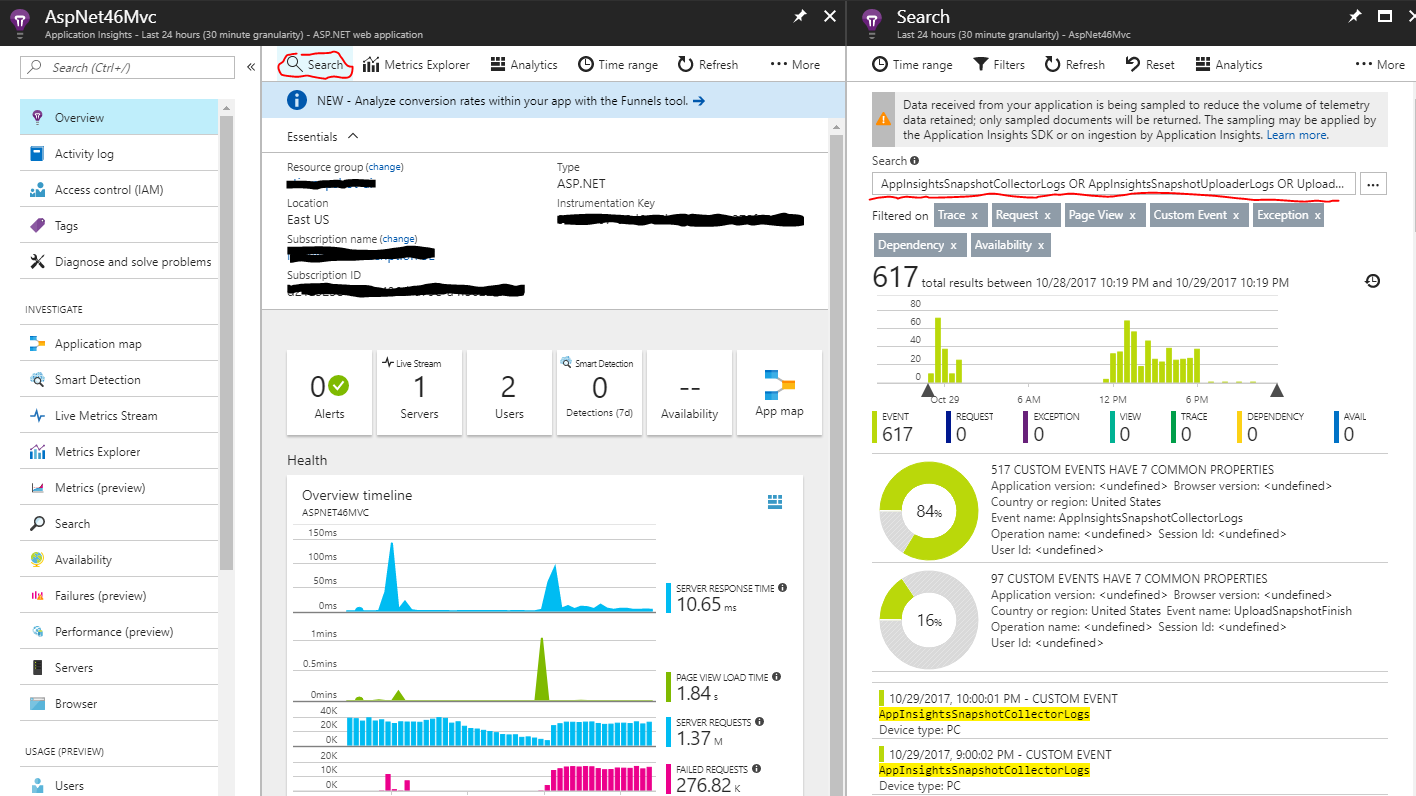 AspNet46Mvc
Application Insights - Last 24 hours (30 minute granularity) - ASP.NET web application
Search (Ctrl+/)
Overview
Activity log
Access control (IAM)
Tags
Diagnose and solve problems
INVESTIGATE
Application map
Smart Detection
Live Metrics Stream
Metrics Explorer
Metrics (preview)
Search
Availability
Failures (preview)
Performance (preview)
Servers
Browser
USAGE (PREVIEW)
Users
Search
Metrics Explorer
Analytics
Time range
Refresh
More
NEW - Analyze conversion rates within your app with the Funnels tool.
Essentials
Resource group (change)
Location
East US
Subscription name (change)
Subscription ID
Type
ASP.NET
Instrumentation Key
0
Alerts
Live Stream
1
Servers
2
Users
Smart Detection
0
Detections (7d)
--
Availability
App map
Health
Overview timeline
ASPNET46MVC
150ms
100ms
50ms
0ms
SERVER RESPONSE TIME
10.65 ms
1mins
0.5mins
0mins
PAGE VIEW LOAD TIME
1.84 s
40K
20K
0K
SERVER REQUESTS
1.37 M
20K
10K
0K
FAILED REQUESTS
276.82 K
Search
Last 24 hours (30 minute granularity) - AspNet46Mvc
Time range
Filters
Refresh
Reset
Analytics
More
Data received from your application is being sampled to reduce the volume of telemetry
data retained; only sampled documents will be returned. The sampling may be applied by
the Application Insights SDK or on ingestion by Application Insights. Learn more.
Search
AppInsightsSnapshotCollectorLogs OR AppInsightsSnapshotUploaderLogs OR Upload...
...
Filtered on Trace x Request x Page View x Custom Event x Exception x
Dependency x Availability x
617 total results between 10/28/2017 10:19 PM and 10/29/2017 10:19 PM
80
60
40
20
0
Oct 29 6 AM 12 PM 6 PM
EVENT REQUEST EXCEPTION VIEW TRACE DEPENDENCY AVAIL
617 0 0 0 0 0 0
84%
517 CUSTOM EVENTS HAVE 7 COMMON PROPERTIES
Application version: <undefined> Browser version: <undefined>
Country or region: United States
Event name: AppInsightsSnapshotCollectorLogs
Operation name: <undefined> Session Id: <undefined>
User Id: <undefined>
16%
97 CUSTOM EVENTS HAVE 7 COMMON PROPERTIES
Application version: <undefined> Browser version: <undefined>
Country or region: United States Event name: UploadSnapshotFinish
Operation name: <undefined> Session Id: <undefined>
User Id: <undefined>
10/29/2017, 10:00:01 PM - CUSTOM EVENT
AppInsightsSnapshotCollectorLogs
Device type: PC
10/29/2017, 9:00:02 PM - CUSTOM EVENT
AppInsightsSnapshotCollectorLogs
Device type: PC